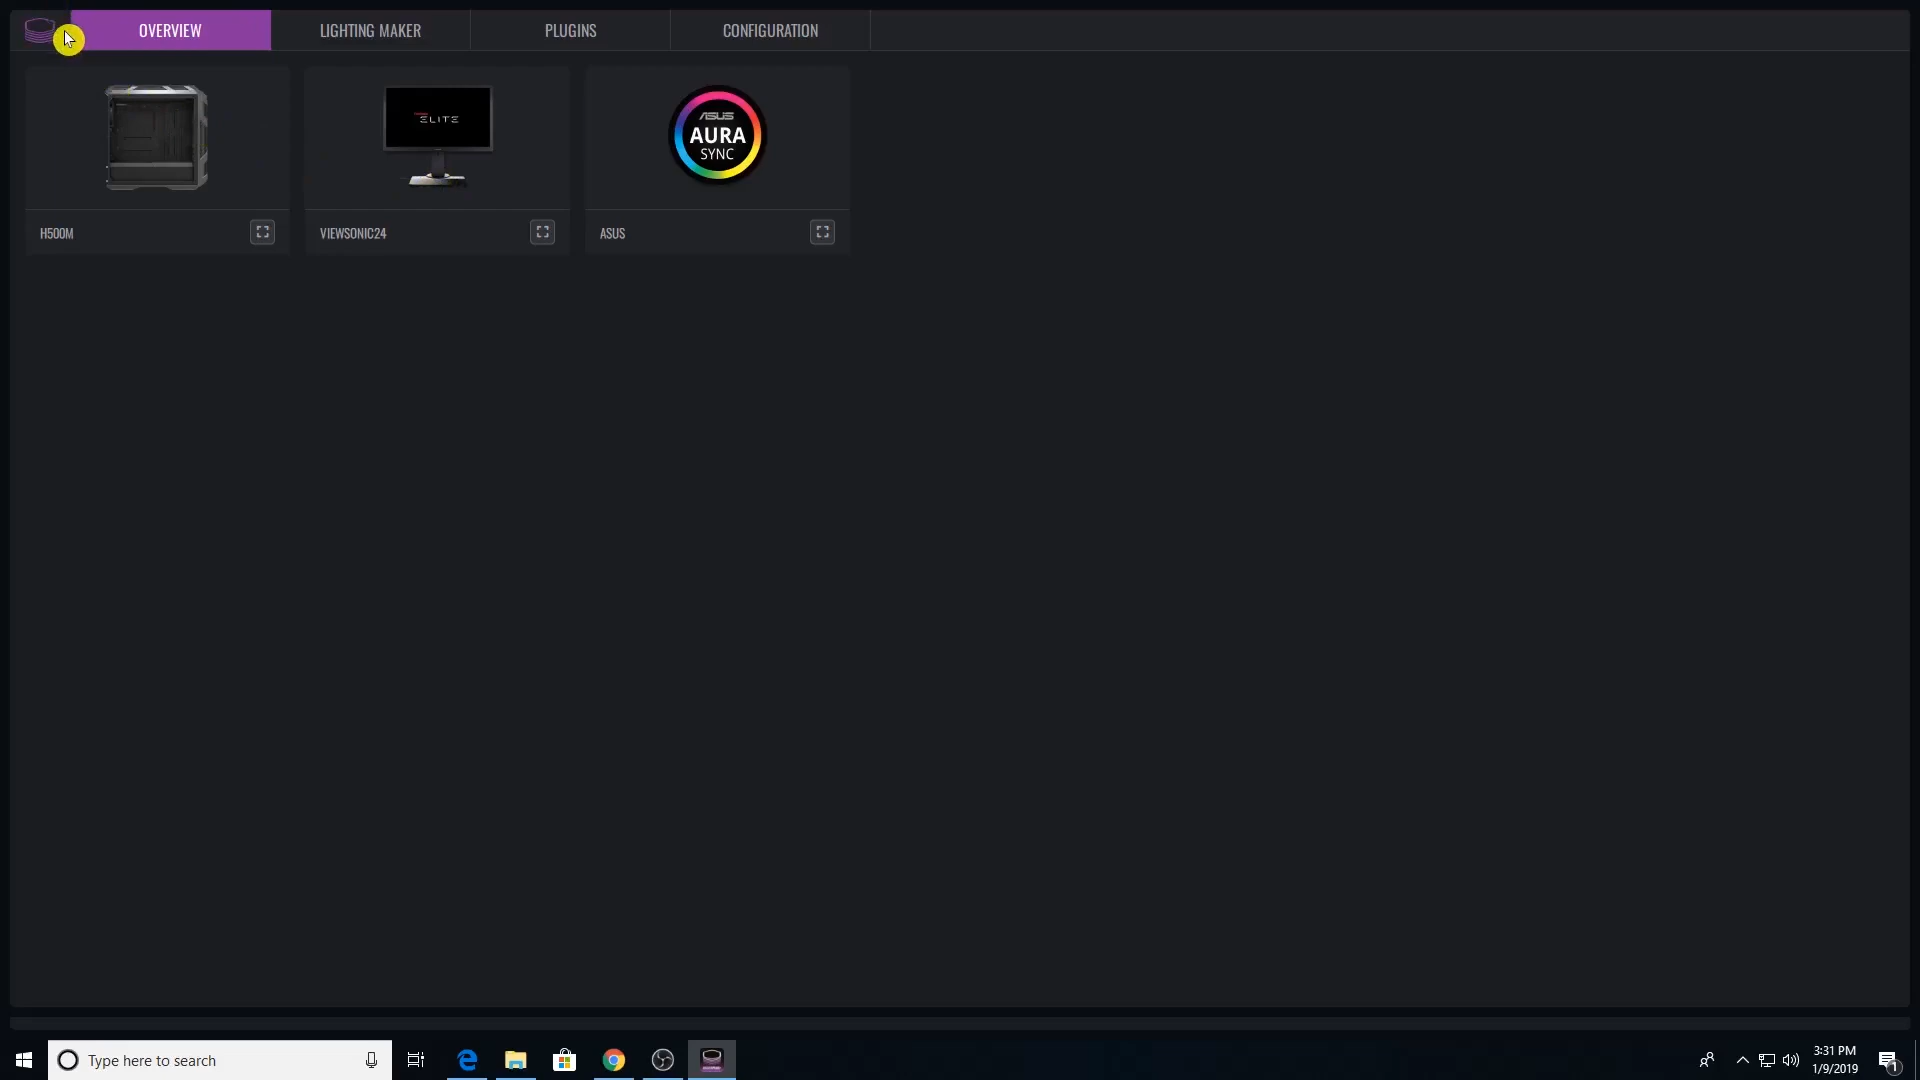 OVERVIEW
LIGHTING MAKER
PLUGINS
CONFIGURATION
ELITE
ASUS
AURA
SYNC
H500M
VIEWSONIC24
ASUS
Type here to search
3:31 PM
1/9/2019
1